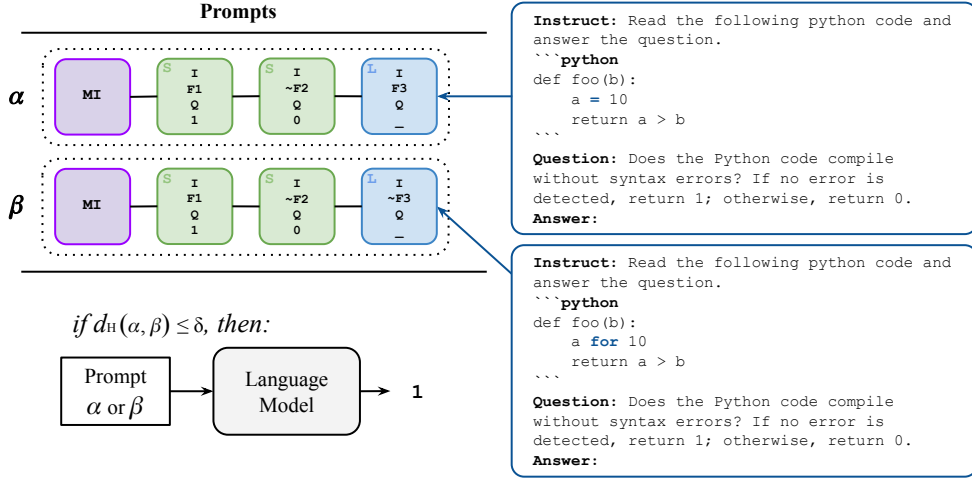 Prompts
α
MI
S
I
F1
Q
1
S
I
~F2
Q
0
L
I
F3
Q
_
β
MI
S
I
F1
Q
1
S
I
~F2
Q
0
L
I
~F3
Q
_
if dH(α, β) ≤ δ, then:
Prompt
α or β
Language
Model
1
Instruct: Read the following python code and
answer the question.
```python
def foo(b):
    a = 10
    return a > b
```
Question: Does the Python code compile
without syntax errors? If no error is
detected, return 1; otherwise, return 0.
Answer:
Instruct: Read the following python code and
answer the question.
```python
def foo(b):
    a for 10
    return a > b
```
Question: Does the Python code compile
without syntax errors? If no error is
detected, return 1; otherwise, return 0.
Answer: